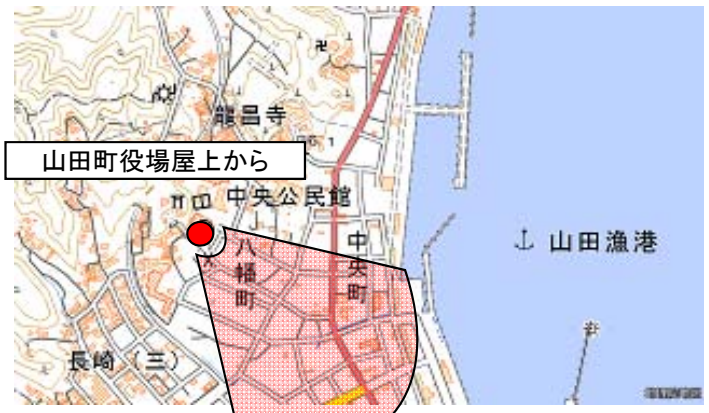 龍昌寺
山田町役場屋上から
中央公民館
八幡町
中央町
山田漁港
長崎(三)